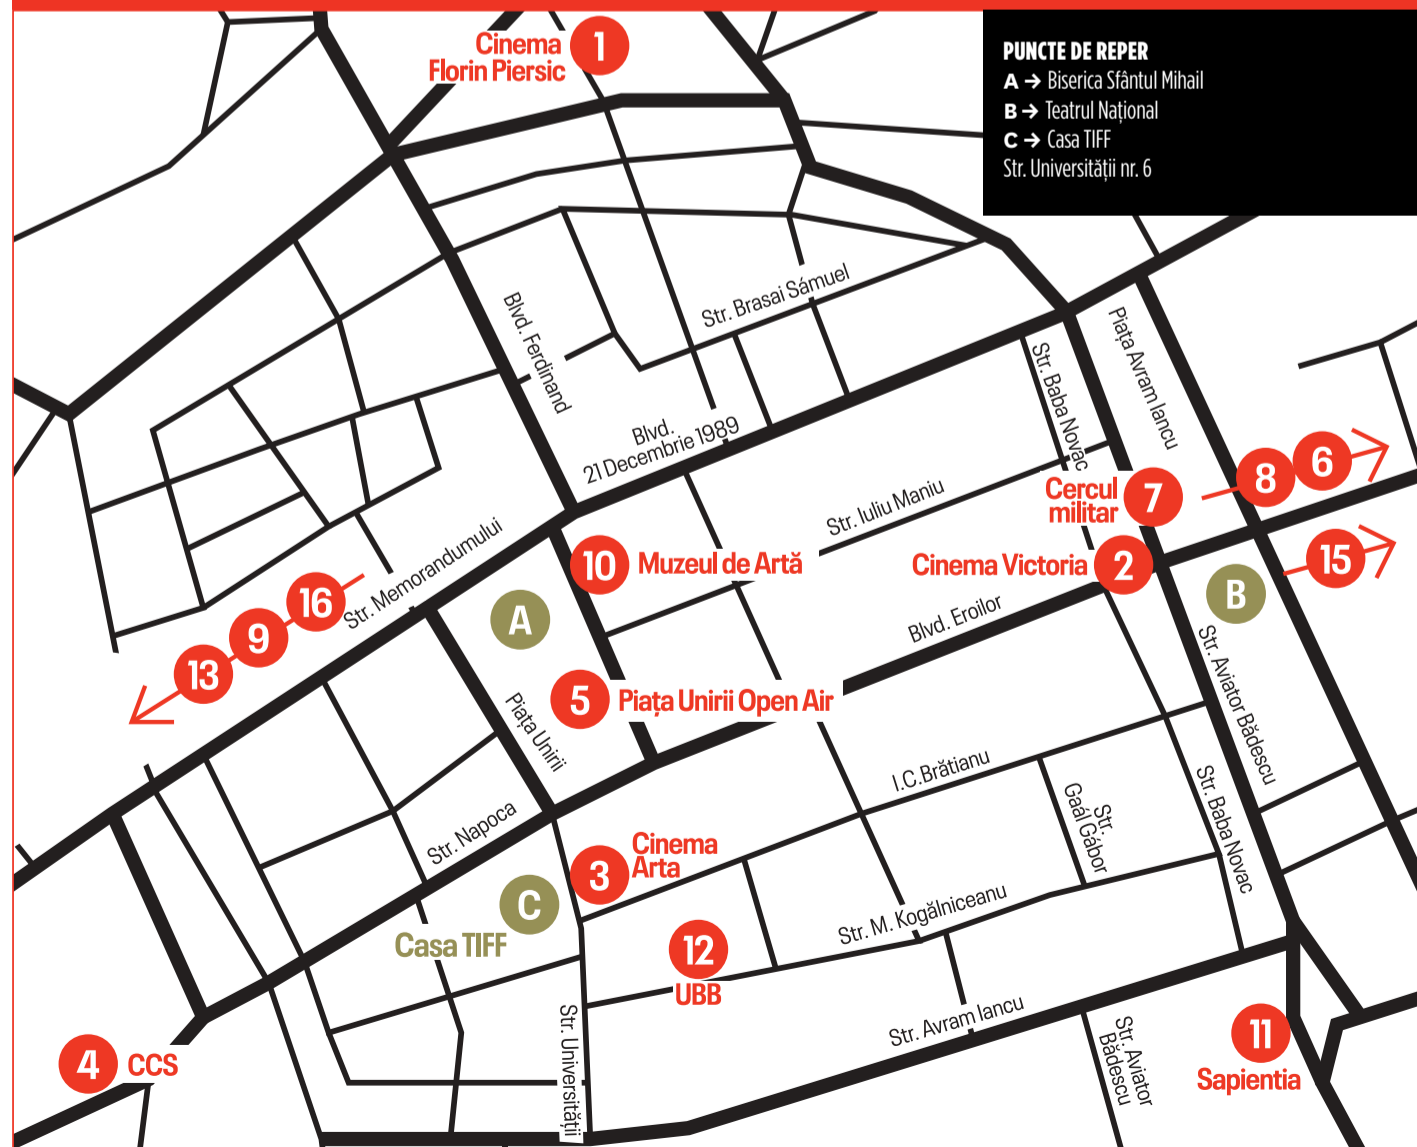 Cinema
Florin Piersic
1
PUNCTE DE REPER
A → Biserica Sfântul Mihail
B → Teatrul Național
C → Casa TIFF
Str. Universității nr. 6
Str. Brasai Sámuel
Blvd. Ferdinand
Piața Avram Iancu
Str. Baba Novac
Blvd.
21 Decembrie 1989
8
6
Cercul
militar
7
Str. Iuliu Maniu
15
10
Muzeul de Artă
Cinema Victoria
2
B
Str. Memorandumului
16
9
13
A
Blvd. Eroilor
Str. Aviator Bădescu
5
Piața Unirii Open Air
Piața Unirii
I.C.Brătianu
Str.
Gaál Gábor
Str. Baba Novac
Str. Napoca
3
Cinema
Arta
C
Casa TIFF
Str. M. Kogălniceanu
12
UBB
Str. Universității
Str. Avram Iancu
Str. Aviator
Bădescu
11
Sapientia
4
CCS